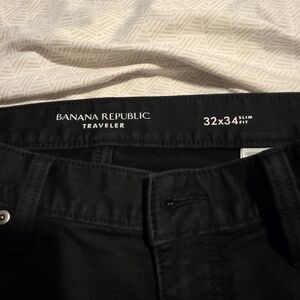 BANANA REPUBLIC
TRAVELER
32x34 SLIM FIT